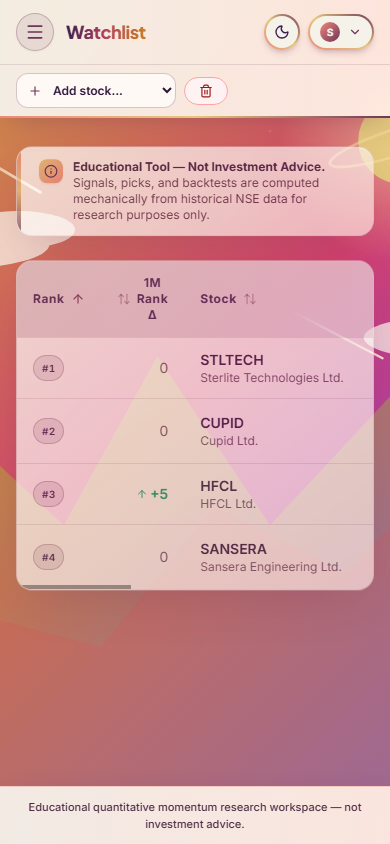 Watchlist
S
+ Add stock...
Educational Tool — Not Investment Advice.
Signals, picks, and backtests are computed
mechanically from historical NSE data for
research purposes only.
Rank ↑ ↑↓ 1M Rank Δ Stock ↑↓
#1 0 STLTECH
Sterlite Technologies Ltd.
#2 0 CUPID
Cupid Ltd.
#3 ↑ +5 HFCL
HFCL Ltd.
#4 0 SANSERA
Sansera Engineering Ltd.
Educational quantitative momentum research workspace — not
investment advice.